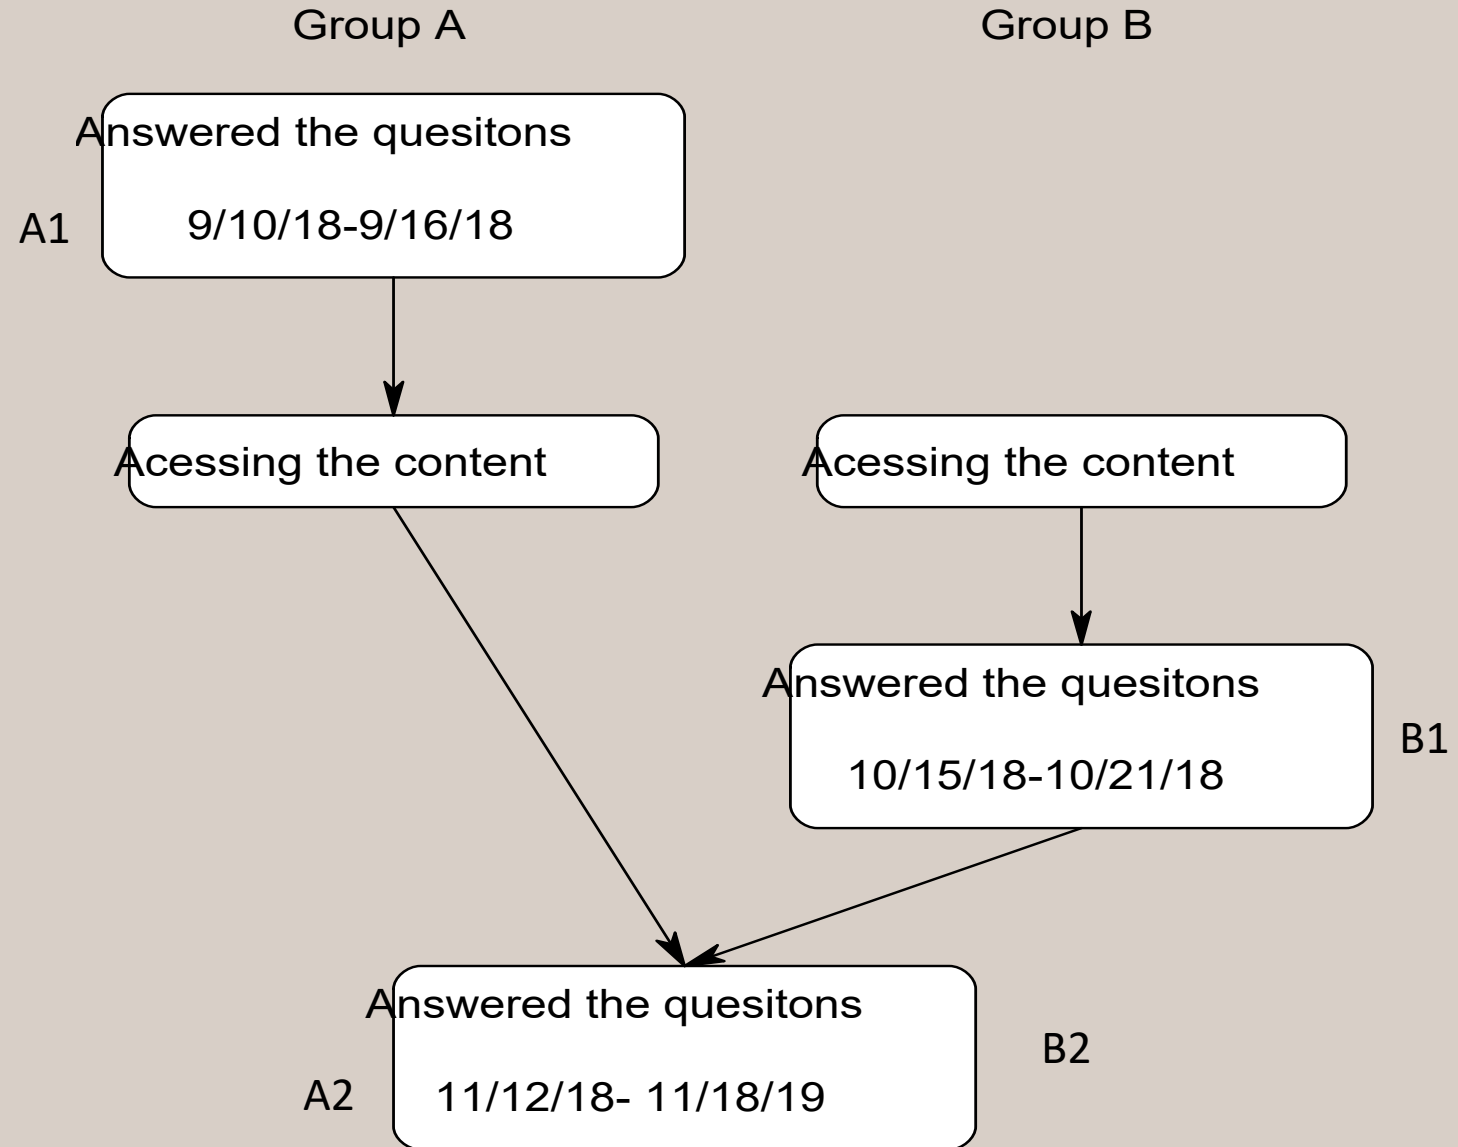 Group A
Group B
Answered the quesitons
9/10/18-9/16/18
A1
Acessing the content
Acessing the content
Answered the quesitons
10/15/18-10/21/18
B1
Answered the quesitons
11/12/18- 11/18/19
A2
B2